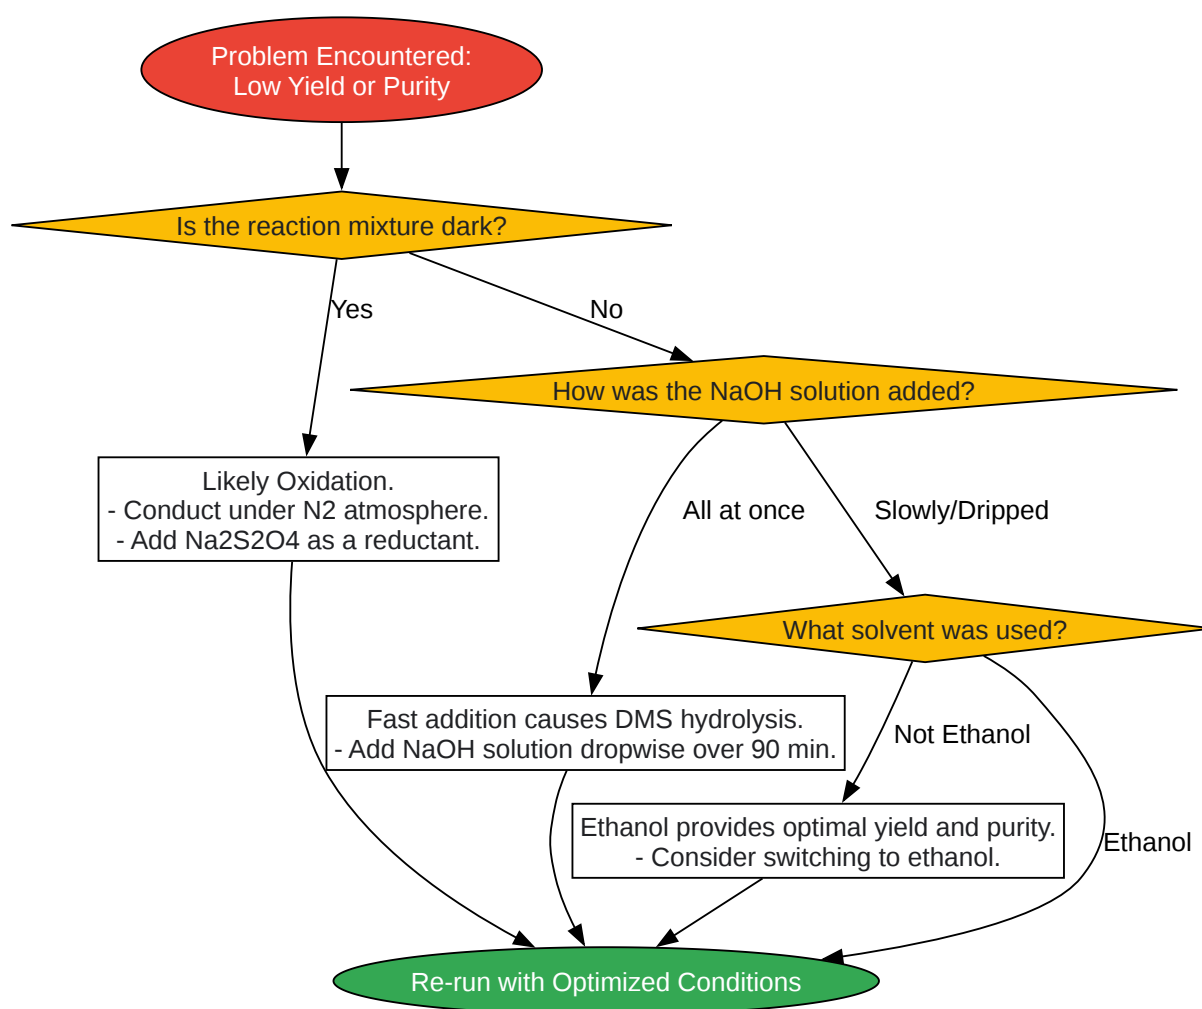 Problem Encountered:
Low Yield or Purity
Is the reaction mixture dark?
Yes
No
How was the NaOH solution added?
Likely Oxidation.
- Conduct under N2 atmosphere.
- Add Na2S2O4 as a reductant.
All at once
Slowly/Dripped
What solvent was used?
Fast addition causes DMS hydrolysis.
- Add NaOH solution dropwise over 90 min.
Not Ethanol
Ethanol provides optimal yield and purity.
- Consider switching to ethanol.
Ethanol
Re-run with Optimized Conditions